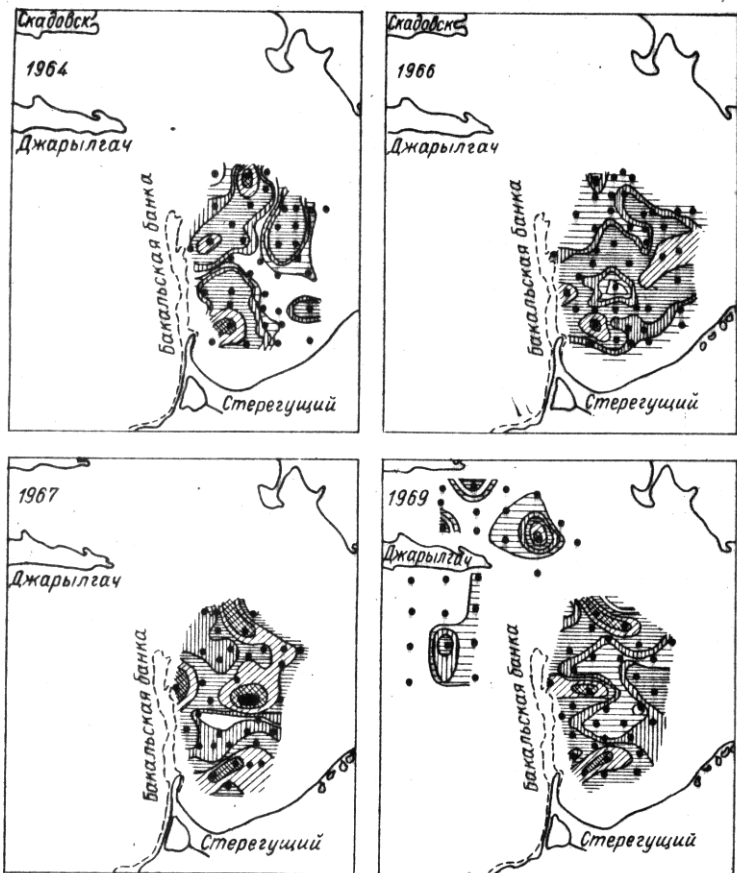 Скадовск
1964
Джарылгач
Бакальская банка
Стерегущий
Скадовск
1966
Джарылгач
Бакальская банка
Стерегущий
1967
Джарылгач
Бакальская банка
Стерегущий
1969
Джарылгач
Бакальская банка
Стерегущий